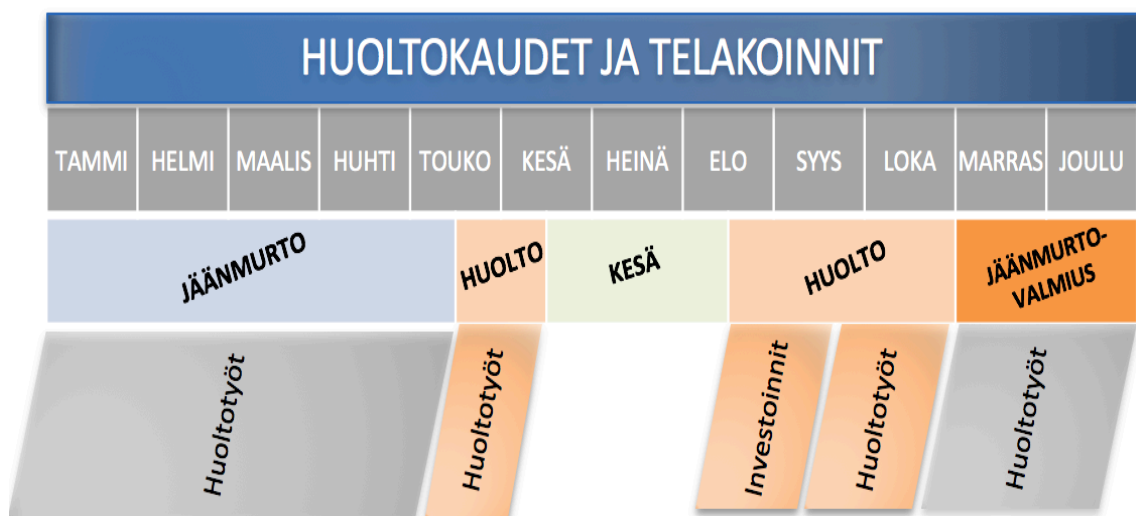 HUOLTOKAUDET JA TELAKOINNIT
TAMMI HELMI MAALIS HUHTI TOUKO KESÄ HEINÄ ELO SYYS LOKA MARRAS JOULU
JÄÄNMURTO HUOLTO KESÄ HUOLTO JÄÄNMURTO-
VALMIUS
Huoltotyöt Huoltotyöt Investoinnit Huoltotyöt Huoltotyöt